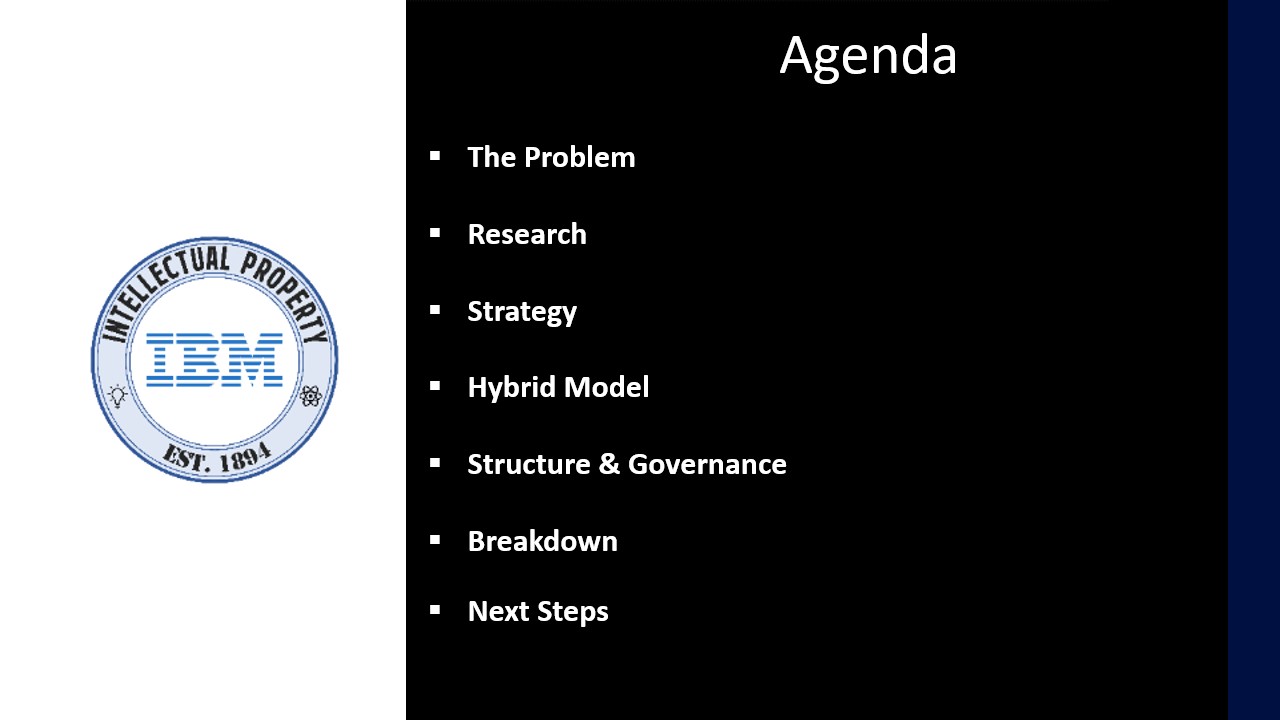 Agenda
▪ The Problem
▪ Research
▪ Strategy
▪ Hybrid Model
▪ Structure & Governance
▪ Breakdown
▪ Next Steps
INTELLECTUAL PROPERTY
IBM
EST. 1894